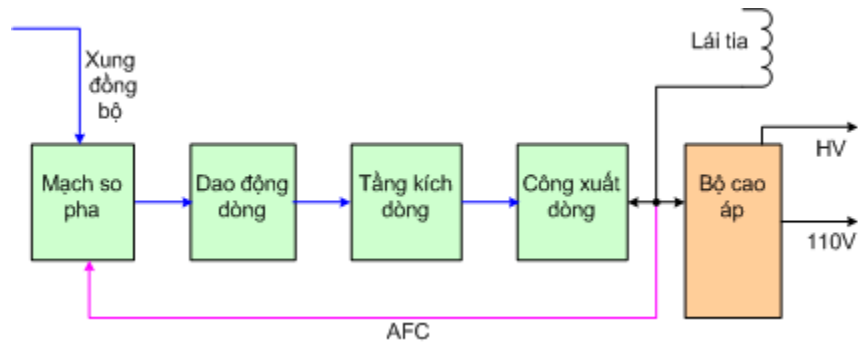 Lái tia
Xung
đồng
bộ
Mạch so
pha
Dao động
dòng
Tầng kích
dòng
Công xuất
dòng
Bộ cao
áp
HV
110V
AFC